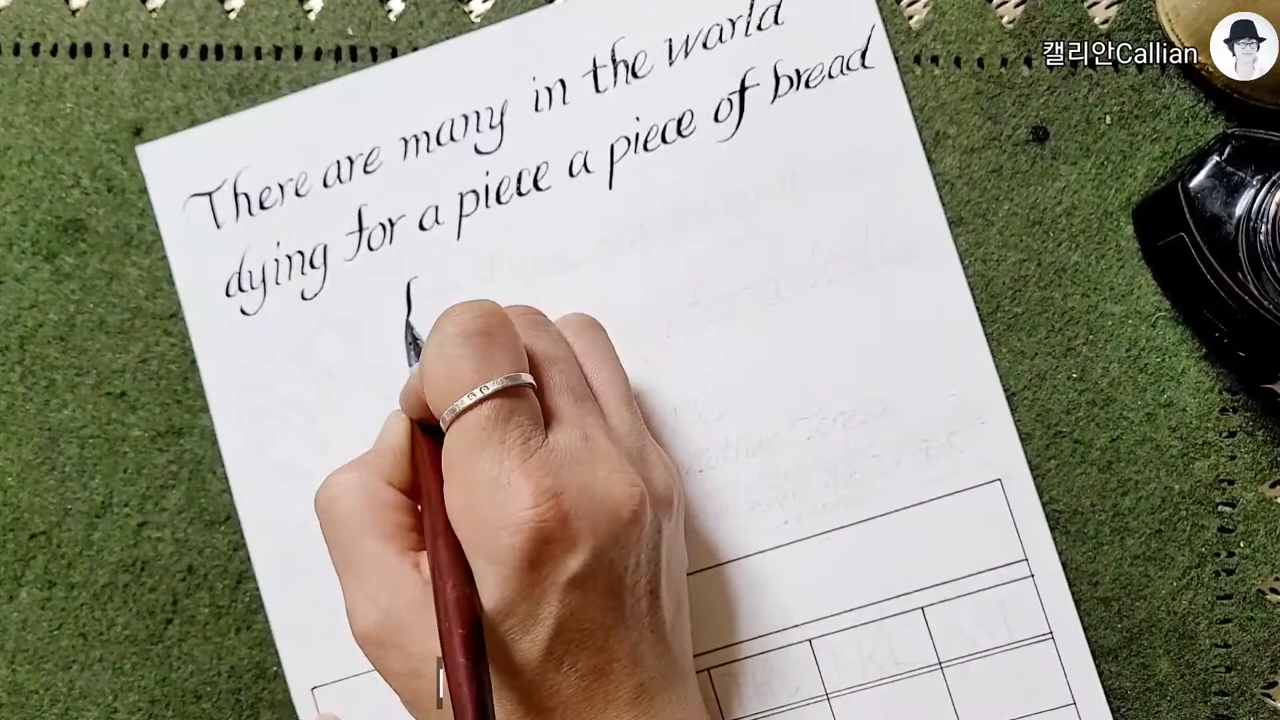 캘리안Callian
There are many in the world
dying for a piece a piece of bread